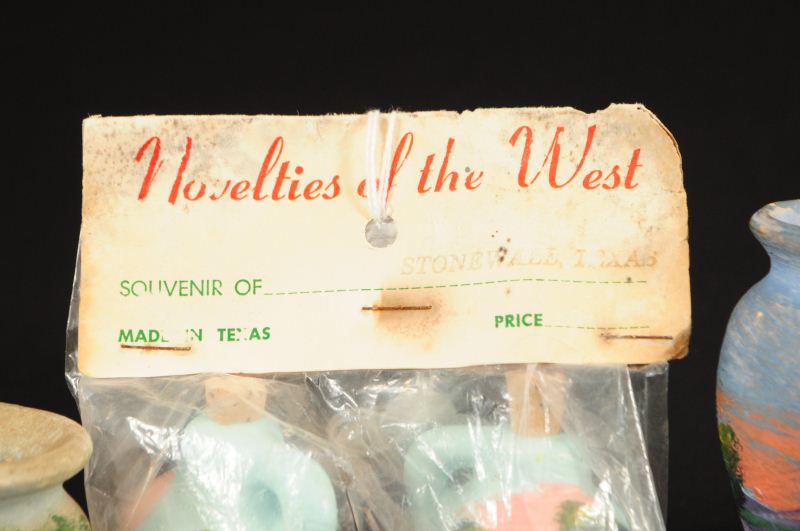 Novelties of the West
STONEWALL, TEXAS
SOUVENIR OF
MADE IN TEXAS
PRICE